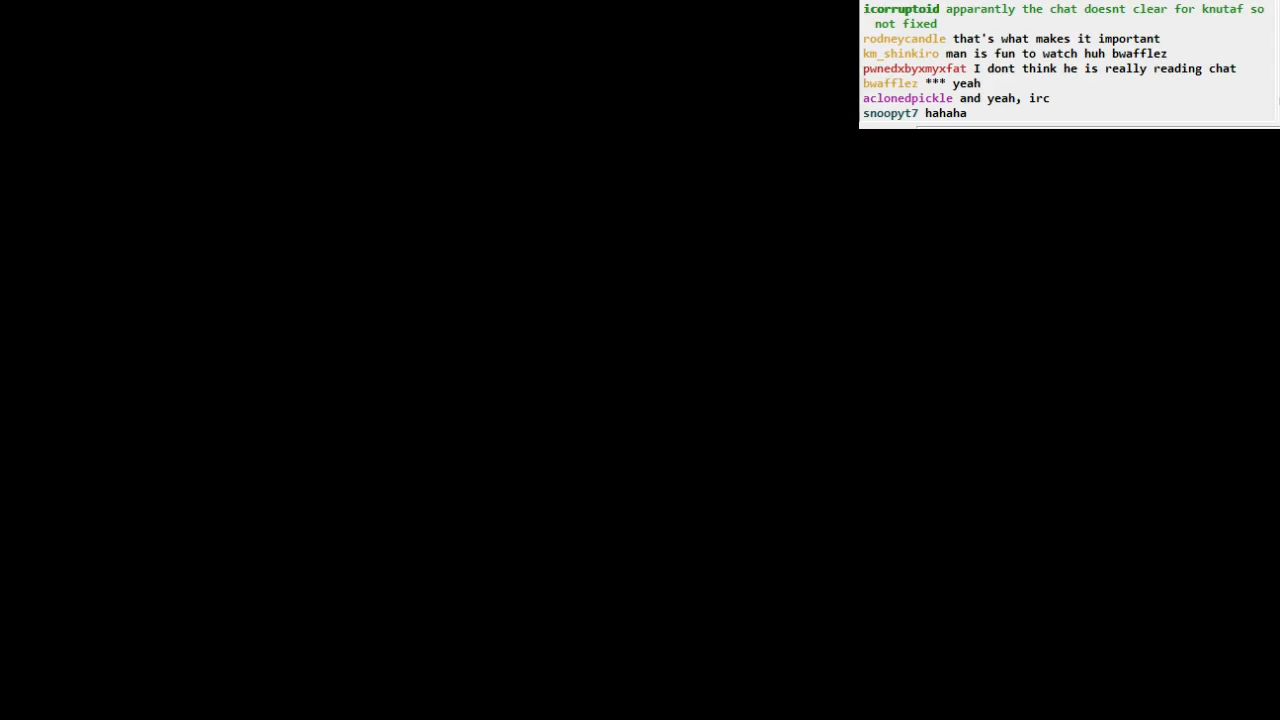 icorruptoid apparantly the chat doesnt clear for knutaf so
not fixed
rodneycandle that's what makes it important
km_shinkiro man is fun to watch huh bwafflez
pwnedxbyxmyxfat I dont think he is really reading chat
bwafflez *** yeah
aclonedpickle and yeah, irc
snoopyt7 hahaha